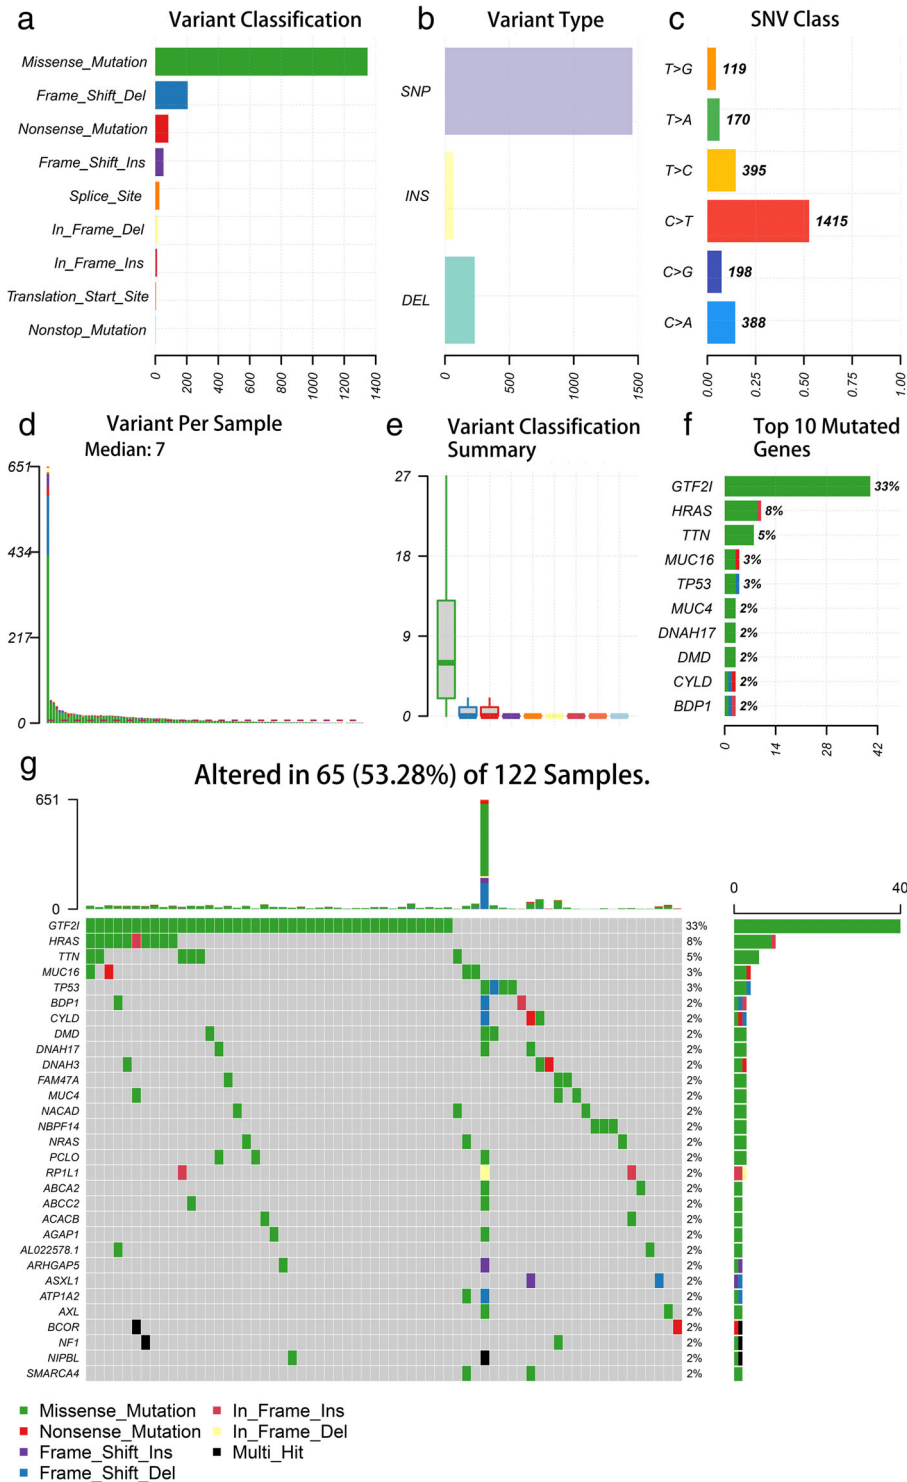 a Variant Classification
Missense_Mutation
Frame_Shift_Del
Nonsense_Mutation
Frame_Shift_Ins
Splice_Site
In_Frame_Del
In_Frame_Ins
Translation_Start_Site
Nonstop_Mutation
0 200 400 600 800 1000 1200 1400
b Variant Type
SNP
INS
DEL
0 500 1000 1500
c SNV Class
T>G 119
T>A 170
T>C 395
C>T 1415
C>G 198
C>A 388
0.00 0.25 0.50 0.75 1.00
d Variant Per Sample
Median: 7
651
434
217
0
e Variant Classification
Summary
27
18
9
0
f Top 10 Mutated
Genes
GTF2I 33%
HRAS 8%
TTN 5%
MUC16 3%
TP53 3%
MUC4 2%
DNAH17 2%
DMD 2%
CYLD 2%
BDP1 2%
0 14 28 42
g
Altered in 65 (53.28%) of 122 Samples.
651
0
0 40
GTF2I 33%
HRAS 8%
TTN 5%
MUC16 3%
TP53 3%
BDP1 2%
CYLD 2%
DMD 2%
DNAH17 2%
DNAH3 2%
FAM47A 2%
MUC4 2%
NACAD 2%
NBPF14 2%
NRAS 2%
PCLO 2%
RP1L1 2%
ABCA2 2%
ABCC2 2%
ACACB 2%
AGAP1 2%
AL022578.1 2%
ARHGAP5 2%
ASXL1 2%
ATP1A2 2%
AXL 2%
BCOR 2%
NF1 2%
NIPBL 2%
SMARCA4 2%
Missense_Mutation In_Frame_Ins
Nonsense_Mutation In_Frame_Del
Frame_Shift_Ins Multi_Hit
Frame_Shift_Del